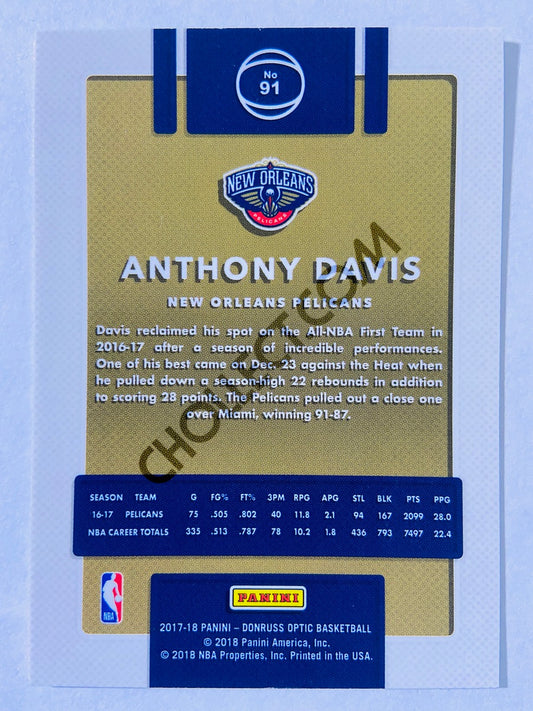 No
91
NEW ORLEANS
PELICANS
ANTHONY DAVIS
NEW ORLEANS PELICANS
Davis reclaimed his spot on the All-NBA First Team in
2016-17 after a season of incredible performances.
One of his best came on Dec. 23 against the Heat when
he pulled down a season-high 22 rebounds in addition
to scoring 28 points. The Pelicans pulled out a close one
over Miami, winning 91-87.
CHOLLECT.COM
SEASON TEAM G FG% FT% 3PM RPG APG STL BLK PTS PPG
16-17 PELICANS 75 .505 .802 40 11.8 2.1 94 167 2099 28.0
NBA CAREER TOTALS 335 .513 .787 78 10.2 1.8 436 793 7497 22.4
NBA
PANINI
2017-18 PANINI – DONRUSS OPTIC BASKETBALL
© 2018 Panini America, Inc.
© 2018 NBA Properties, Inc. Printed in the USA.